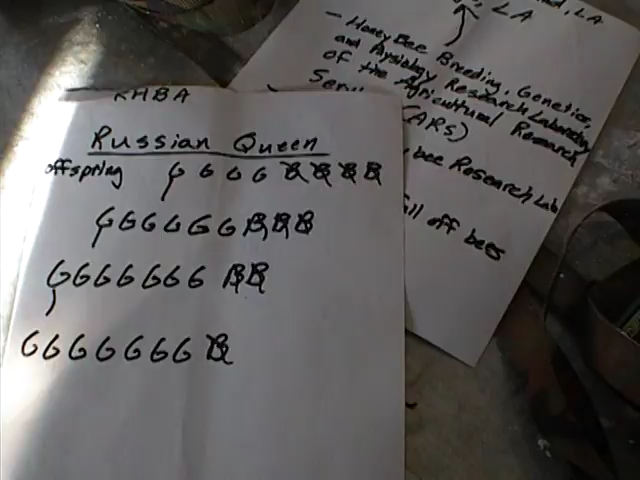 RHBA
Russian Queen
offspring G G G G R R R R
G G G G G G R R R
G G G G G G G R R
G G G G G G G R
, LA
, LA
- Honey Bee Breeding, Genetics,
and Physiology Research Laboratory
of the Agricultural Research
(ARS)
bee Research Lab
off bees